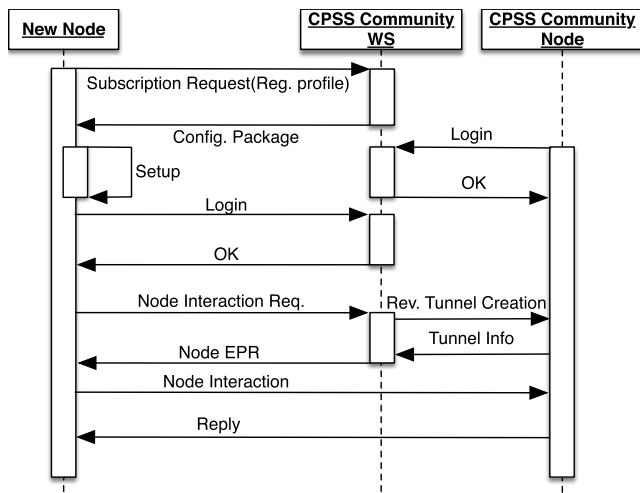 New Node
CPSS Community
WS
CPSS Community
Node
Subscription Request(Reg. profile)
Config. Package
Login
Setup
OK
Login
OK
Node Interaction Req.
Rev. Tunnel Creation
Tunnel Info
Node EPR
Node Interaction
Reply